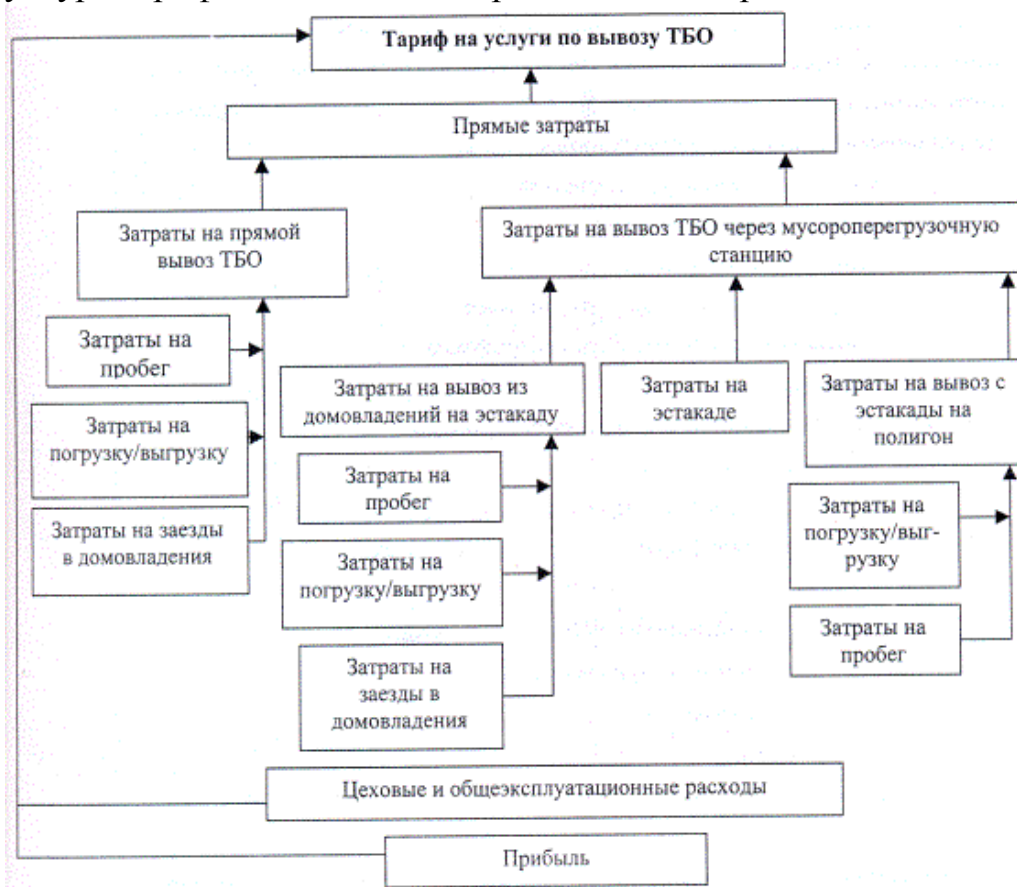 Тариф на услуги по вывозу ТБО
Прямые затраты
Затраты на прямой
вывоз ТБО
Затраты на вывоз ТБО через мусороперегрузочную
станцию
Затраты на
пробег
Затраты на
погрузку/выгрузку
Затраты на заезды
в домовладения
Затраты на вывоз из
домовладений на эстакаду
Затраты на
эстакаде
Затраты на вывоз с
эстакады на
полигон
Затраты на
пробег
Затраты на
погрузку/выгрузку
Затраты на
заезды в
домовладения
Затраты на
погрузку/выг-
рузку
Затраты на
пробег
Цеховые и общеэксплуатационные расходы
Прибыль